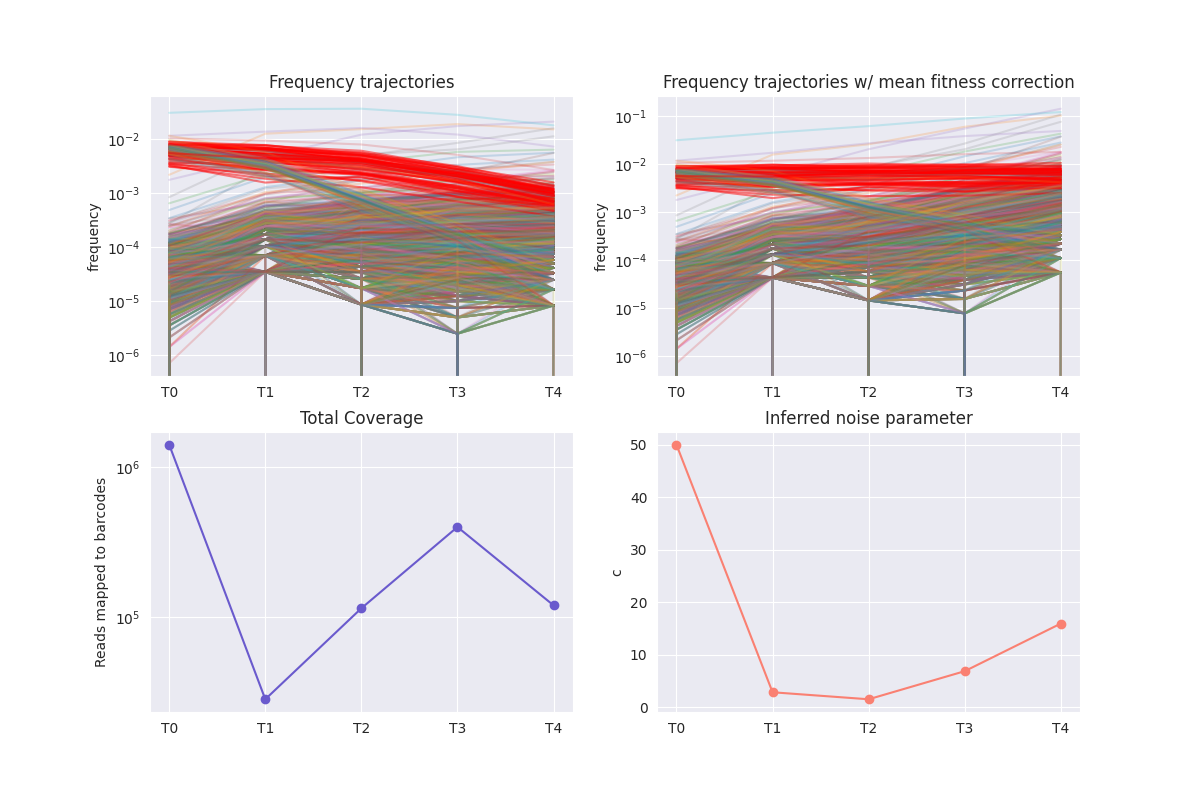 Frequency trajectories
frequency
10⁻²
10⁻³
10⁻⁴
10⁻⁵
10⁻⁶
T0 T1 T2 T3 T4
Frequency trajectories w/ mean fitness correction
frequency
10⁻¹
10⁻²
10⁻³
10⁻⁴
10⁻⁵
10⁻⁶
T0 T1 T2 T3 T4
Total Coverage
Reads mapped to barcodes
10⁶
10⁵
T0 T1 T2 T3 T4
Inferred noise parameter
c
50
40
30
20
10
0
T0 T1 T2 T3 T4